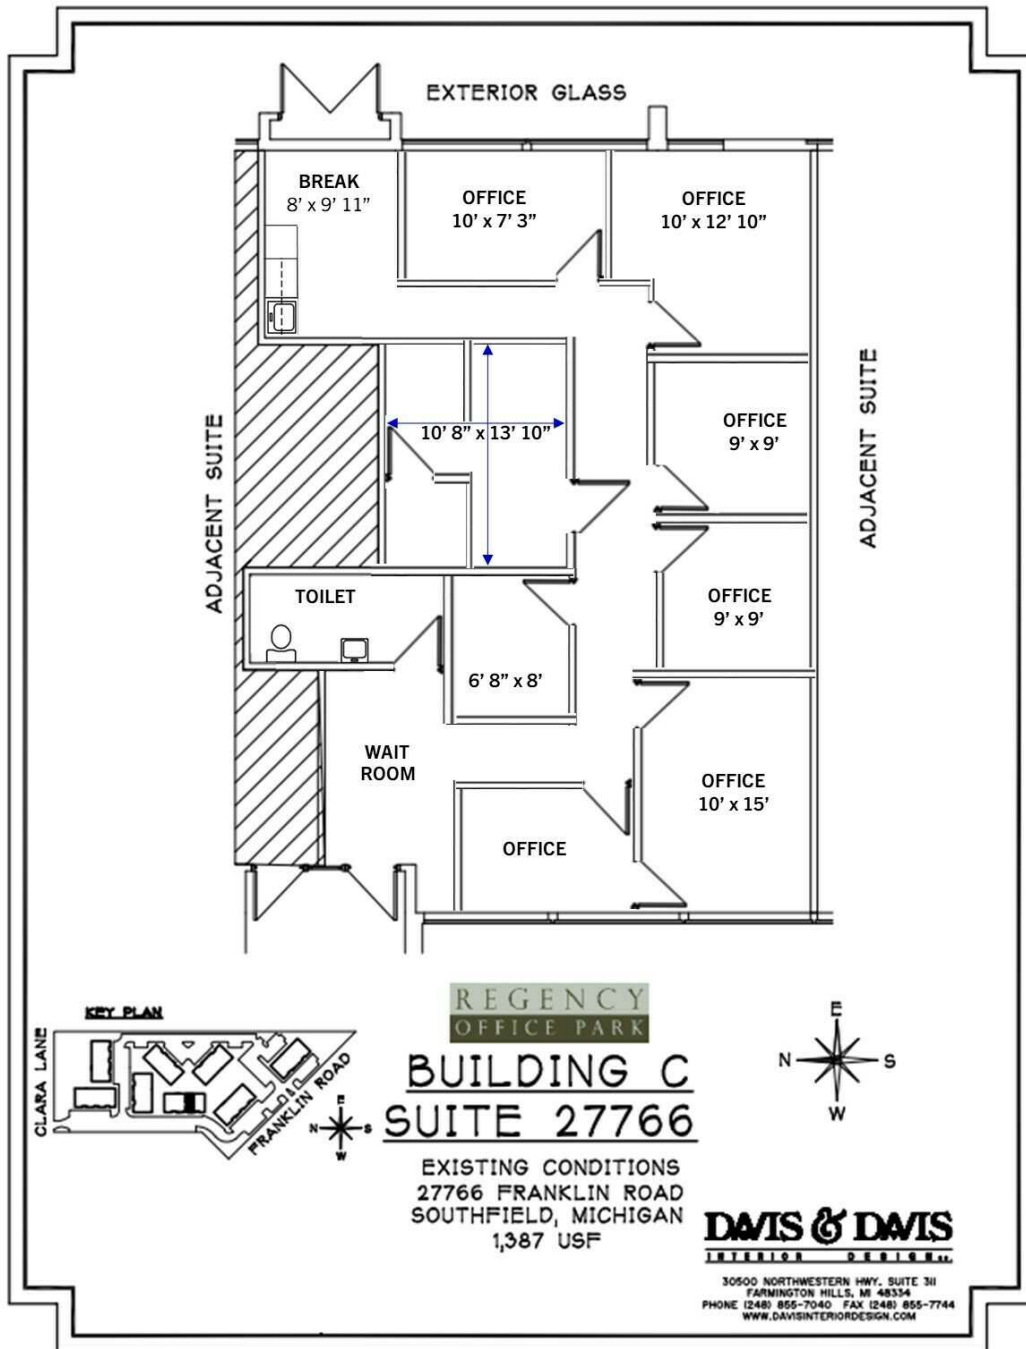 EXTERIOR GLASS
BREAK
8' x 9' 11”
OFFICE
10' x 7' 3”
OFFICE
10' x 12' 10”
ADJACENT SUITE
10' 8” x 13' 10”
OFFICE
9' x 9'
ADJACENT SUITE
TOILET
OFFICE
9' x 9'
6' 8” x 8'
WAIT
ROOM
OFFICE
10' x 15'
OFFICE
KEY PLAN
CLARA LANE
FRANKLIN ROAD
E
N S
W
REGENCY
OFFICE PARK
BUILDING C
SUITE 27766
E
N S
W
EXISTING CONDITIONS
27766 FRANKLIN ROAD
SOUTHFIELD, MICHIGAN
1,387 USF
DAVIS & DAVIS
INTERIOR DESIGN
30500 NORTHWESTERN HWY. SUITE 311
FARMINGTON HILLS, MI 48334
PHONE (248) 855-7040 FAX (248) 855-7744
WWW.DAVISINTERIORDESIGN.COM